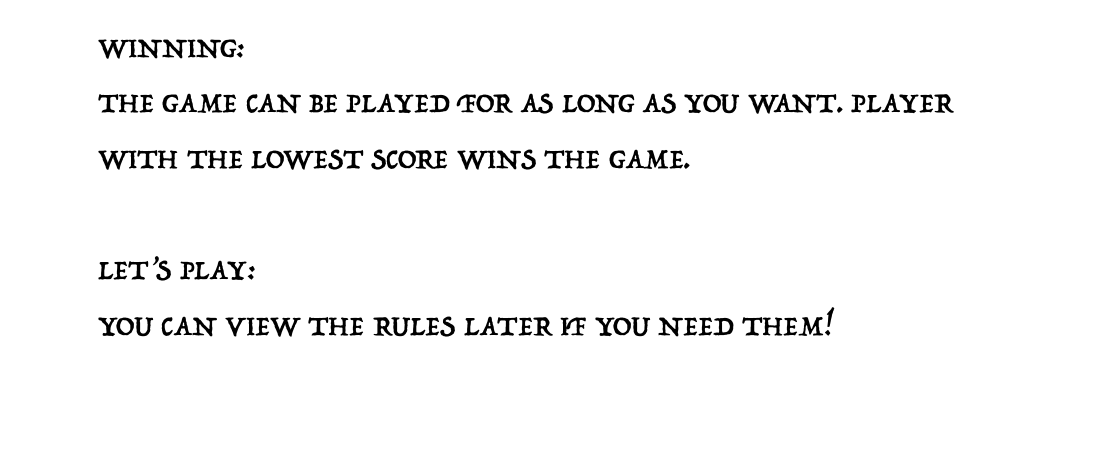 WINNING:
THE GAME CAN BE PLAYED FOR AS LONG AS YOU WANT. PLAYER
WITH THE LOWEST SCORE WINS THE GAME.
LET'S PLAY:
YOU CAN VIEW THE RULES LATER IF YOU NEED THEM!